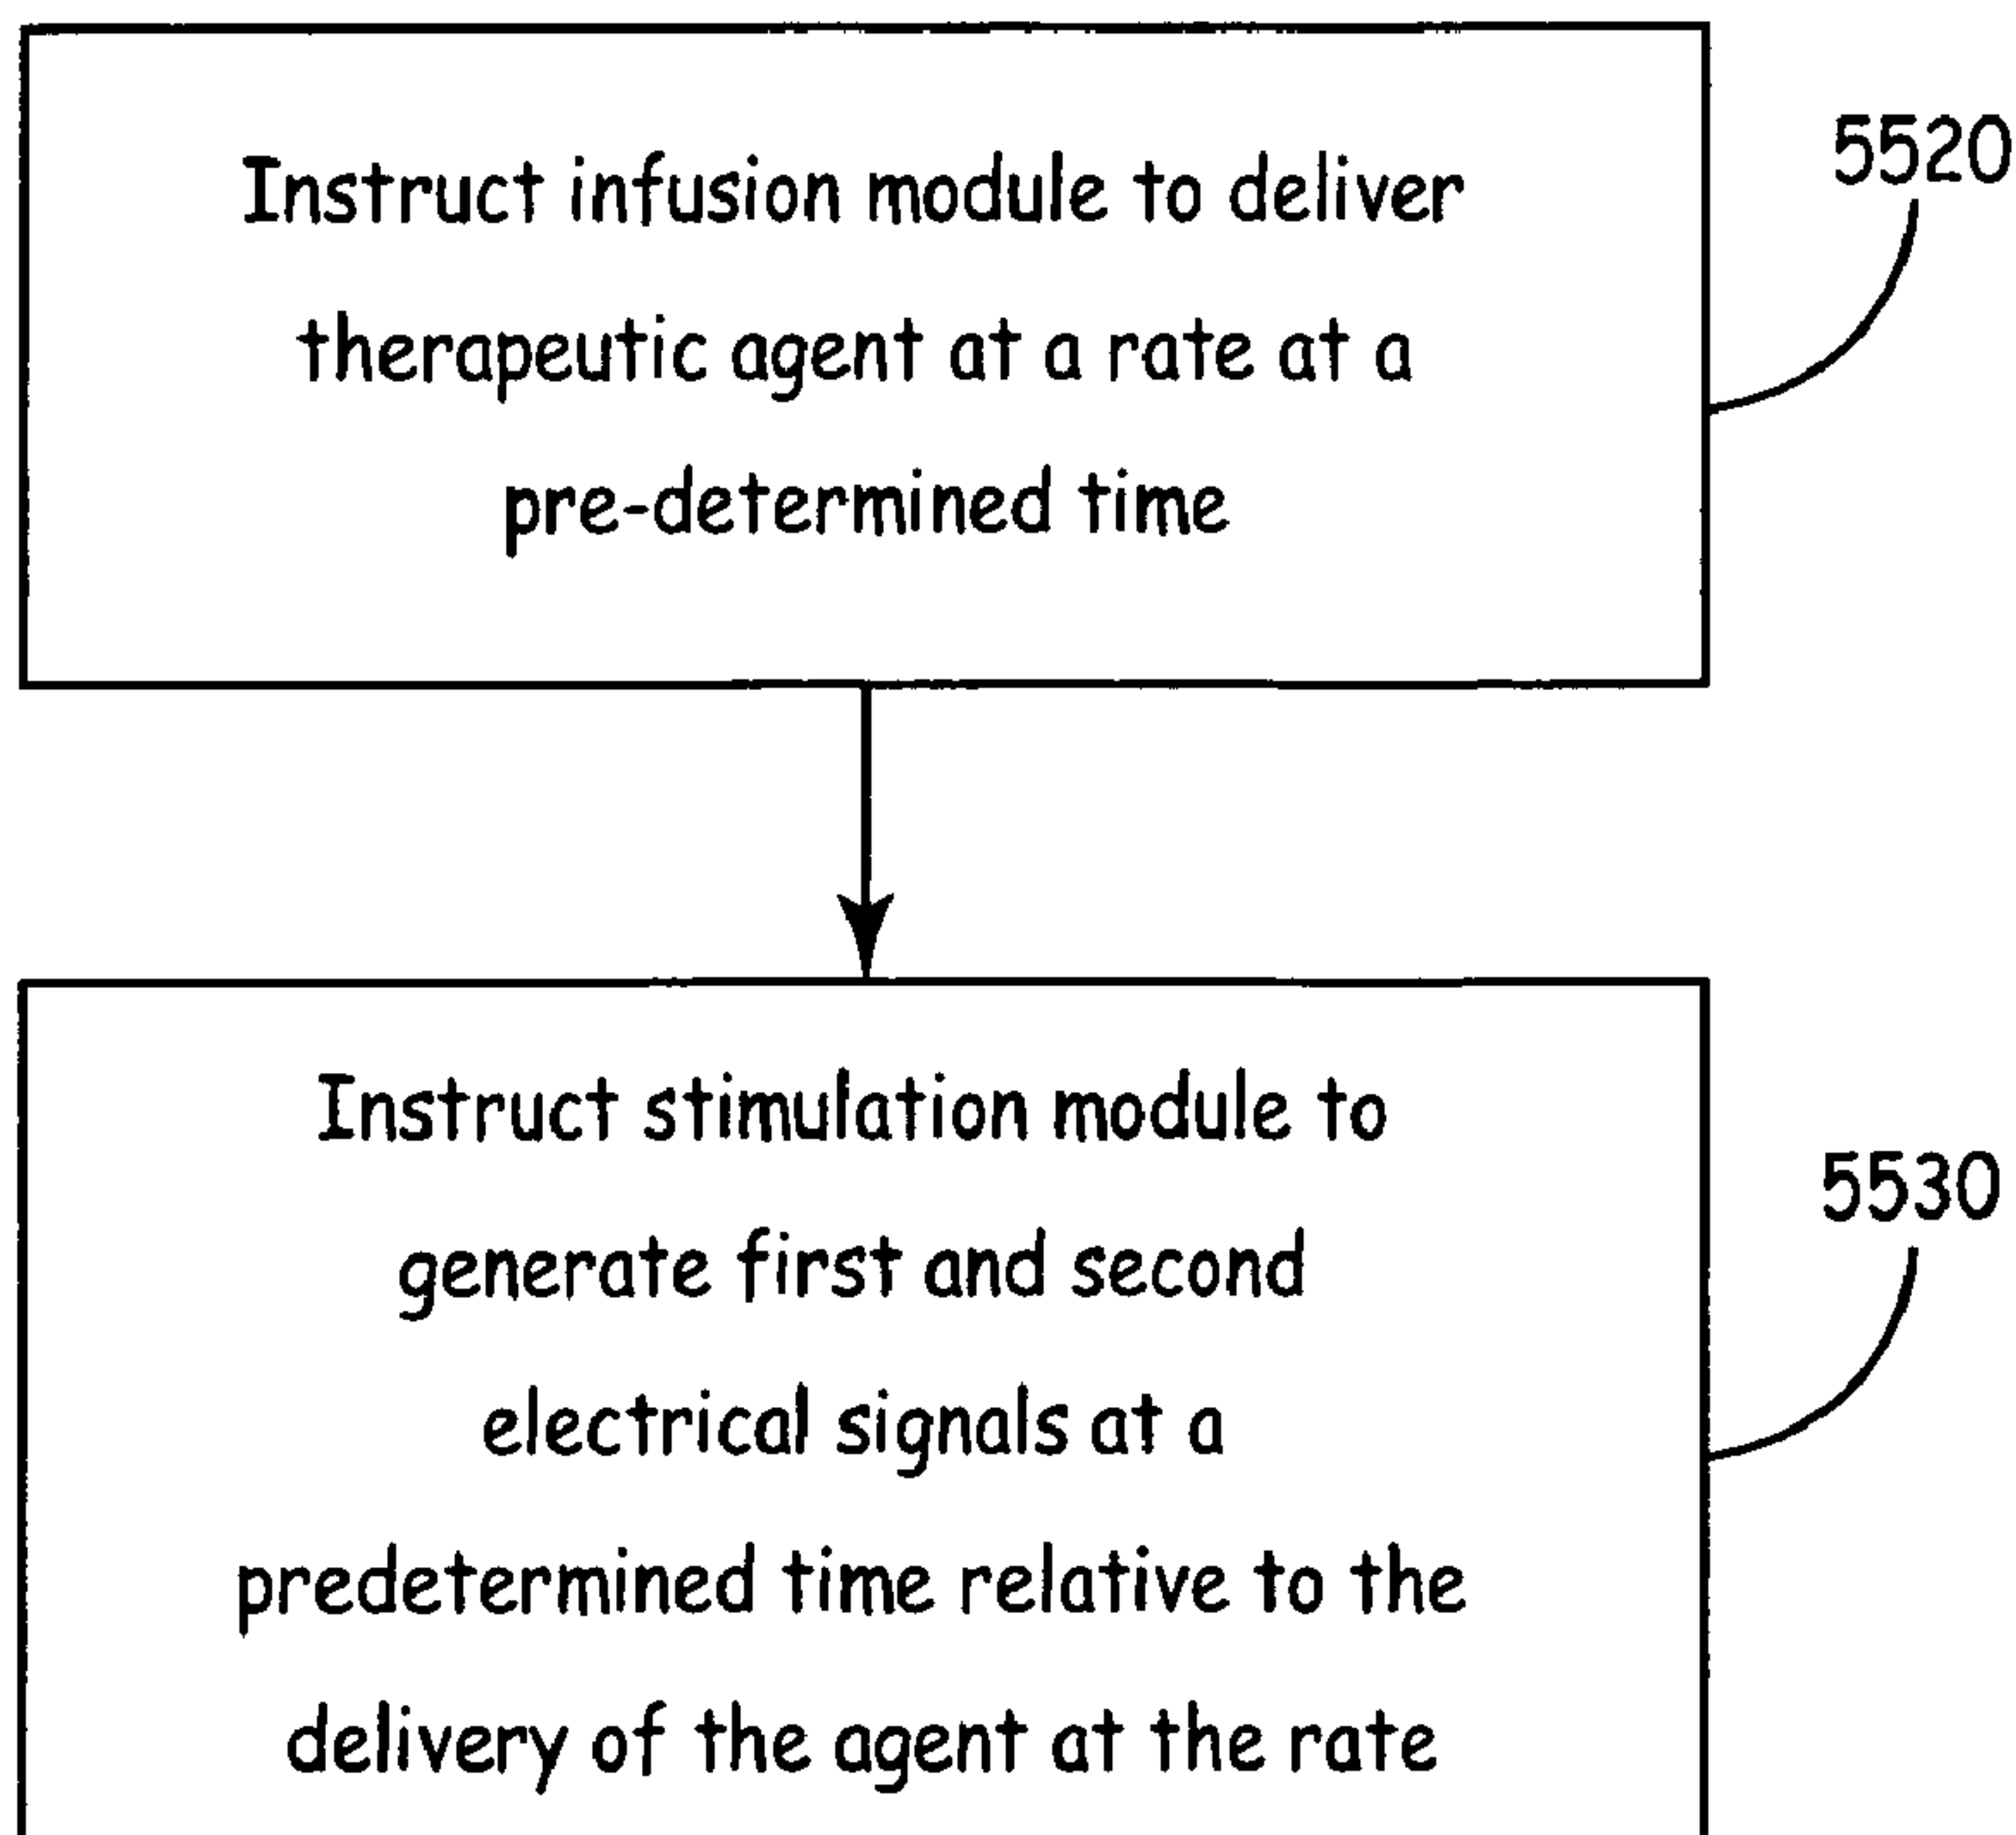 Instruct infusion module to deliver
therapeutic agent at a rate at a
pre-determined time
5520
Instruct stimulation module to
generate first and second
electrical signals at a
predetermined time relative to the
delivery of the agent at the rate
5530